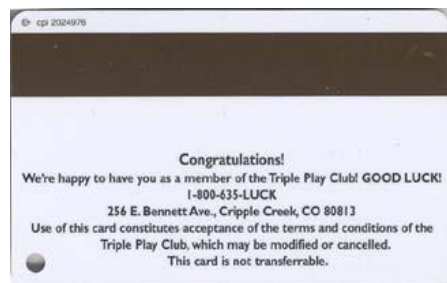 cpi 2024976
Congratulations!
We're happy to have you as a member of the Triple Play Club! GOOD LUCK!
1-800-635-LUCK
256 E. Bennett Ave., Cripple Creek, CO 80813
Use of this card constitutes acceptance of the terms and conditions of the
Triple Play Club, which may be modified or cancelled.
This card is not transferrable.